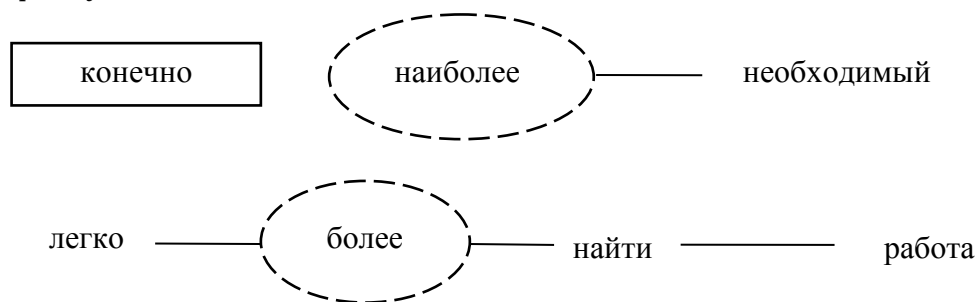 конечно наиболее необходимый
легко более найти работа